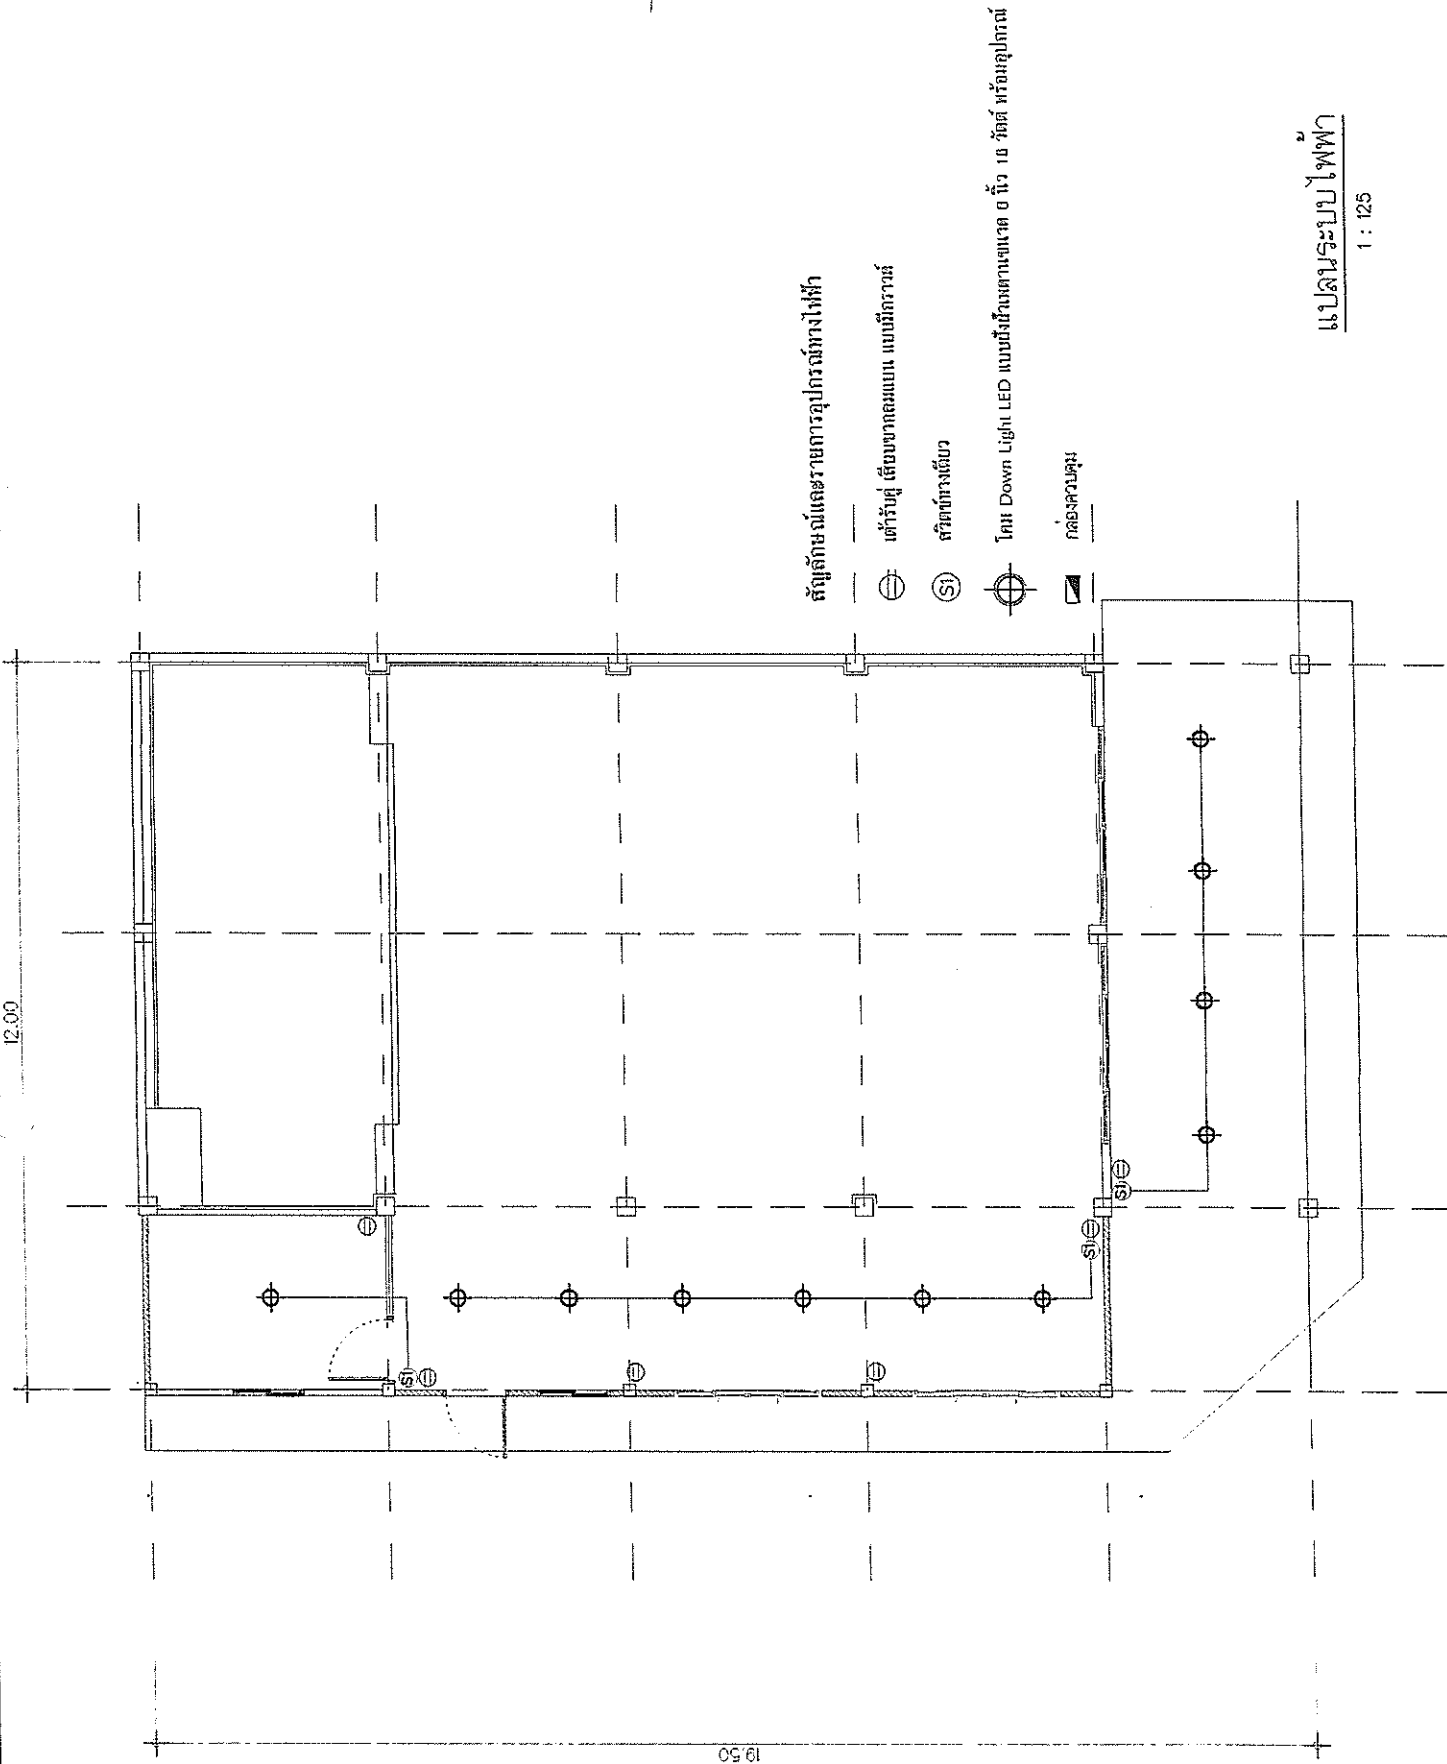 12.00
19.50
สัญลักษณ์และรายการอุปกรณ์ทางไฟฟ้า
เต้ารับคู่ เสียบขากลมแบน แบบมีกราวด์
S1 สวิตช์ทางเดียว
โคม Down Light LED แบบฝังฝ้าเพดานขนาด 6 นิ้ว 18 วัตต์ พร้อมอุปกรณ์
กล่องควบคุม
S1
S1
S1
แปลนระบบไฟฟ้า
1 : 125